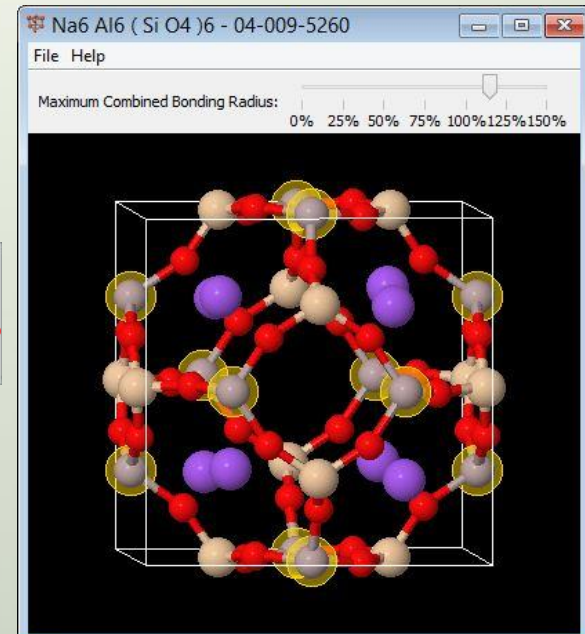 Na6 Al6 ( Si O4 )6 - 04-009-5260
File Help
Maximum Combined Bonding Radius:
0% 25% 50% 75% 100%125%150%